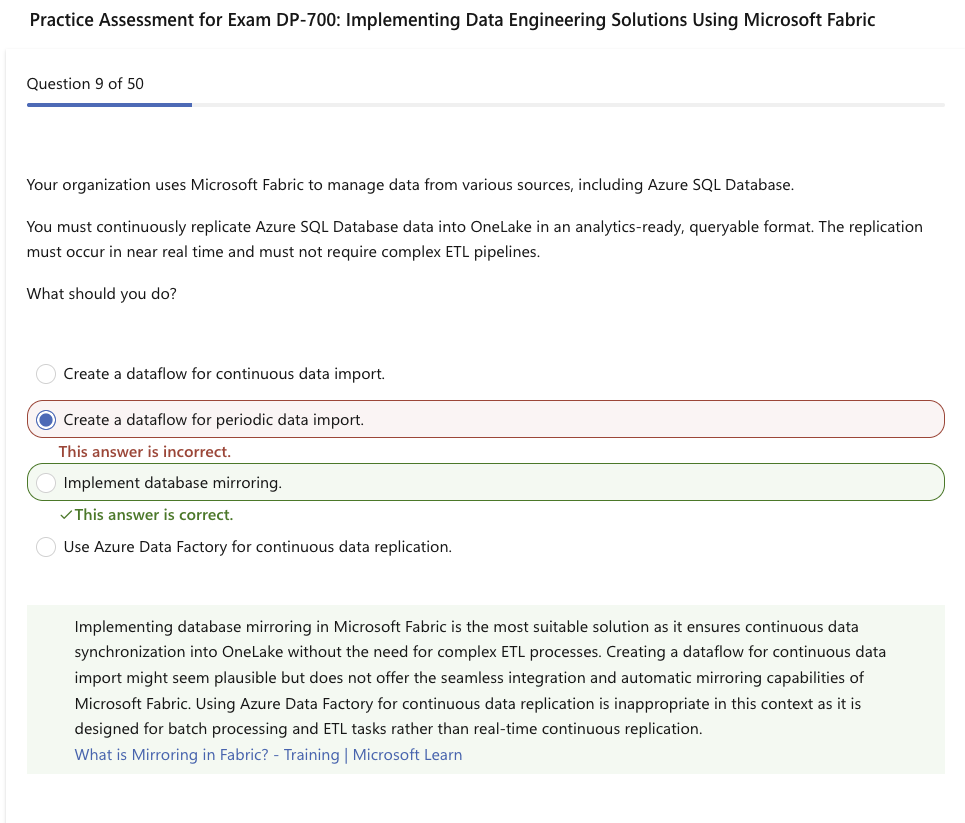 Practice Assessment for Exam DP-700: Implementing Data Engineering Solutions Using Microsoft Fabric
Question 9 of 50
Your organization uses Microsoft Fabric to manage data from various sources, including Azure SQL Database.
You must continuously replicate Azure SQL Database data into OneLake in an analytics-ready, queryable format. The replication
must occur in near real time and must not require complex ETL pipelines.
What should you do?
Create a dataflow for continuous data import.
Create a dataflow for periodic data import.
This answer is incorrect.
Implement database mirroring.
This answer is correct.
Use Azure Data Factory for continuous data replication.
Implementing database mirroring in Microsoft Fabric is the most suitable solution as it ensures continuous data
synchronization into OneLake without the need for complex ETL processes. Creating a dataflow for continuous data
import might seem plausible but does not offer the seamless integration and automatic mirroring capabilities of
Microsoft Fabric. Using Azure Data Factory for continuous data replication is inappropriate in this context as it is
designed for batch processing and ETL tasks rather than real-time continuous replication.
What is Mirroring in Fabric? - Training | Microsoft Learn